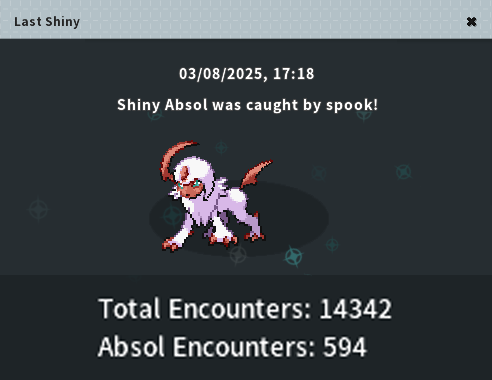 Last Shiny
03/08/2025, 17:18
Shiny Absol was caught by spook!
Total Encounters: 14342
Absol Encounters: 594